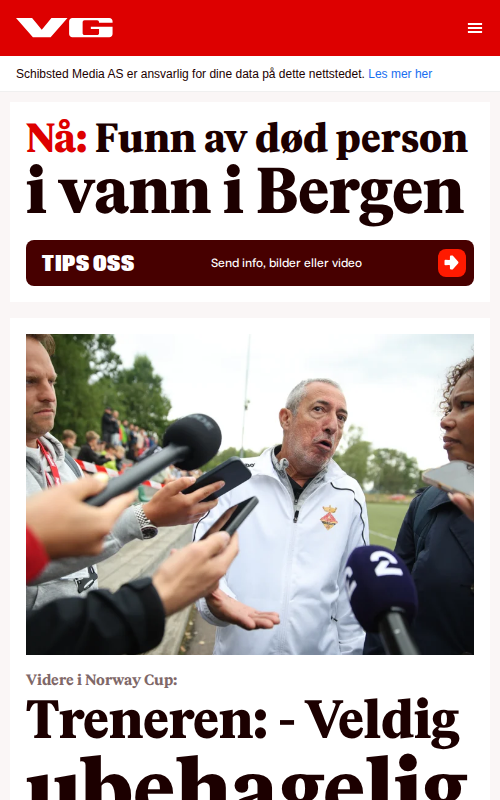 VG
Schibsted Media AS er ansvarlig for dine data på dette nettstedet. Les mer her
Nå: Funn av død person
i vann i Bergen
TIPS OSS
Send info, bilder eller video
2
Videre i Norway Cup:
Treneren: - Veldig
ubehagelig